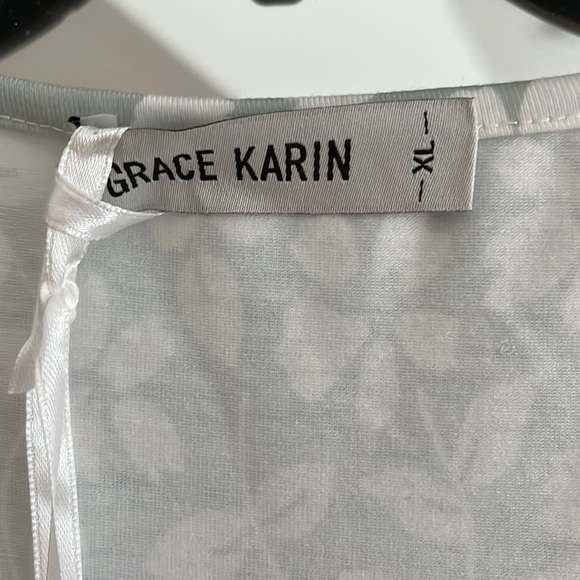 GRACE KARIN
— XL —